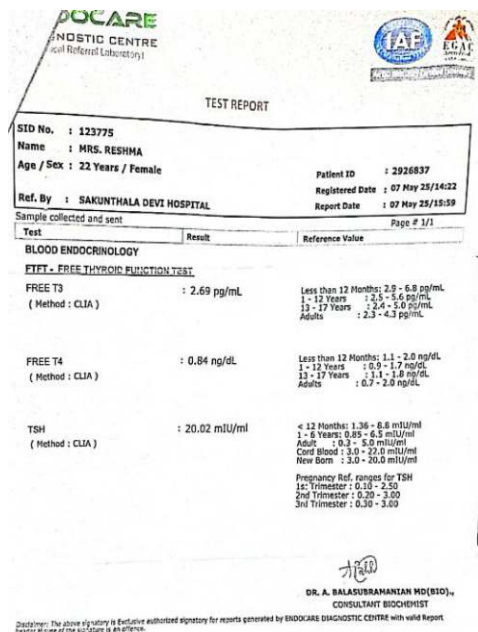 DOCARE
GNOSTIC CENTRE
ical Referral Laboratory)
IAF
EGAC
TEST REPORT
SID No. : 123775
Name : MRS. RESHMA
Age / Sex : 22 Years / Female
Ref. By : SAKUNTHALA DEVI HOSPITAL
Patient ID : 2926837
Registered Date : 07 May 25/14:22
Report Date : 07 May 25/15:59
Sample collected and sent
Page # 1/1
Test Result Reference Value
BLOOD ENDOCRINOLOGY
FTFT - FREE THYROID FUNCTION TEST
FREE T3 : 2.69 pg/mL
( Method : CLIA )
Less than 12 Months: 2.9 - 6.8 pg/mL
1 - 12 Years : 2.5 - 5.6 pg/mL
13 - 17 Years : 2.4 - 5.0 pg/mL
Adults : 2.3 - 4.3 pg/mL
FREE T4 : 0.84 ng/dL
( Method : CLIA )
Less than 12 Months: 1.1 - 2.0 ng/dL
1 - 12 Years : 0.9 - 1.7 ng/dL
13 - 17 Years : 1.1 - 1.8 ng/dL
Adults : 0.7 - 2.0 ng/dL
TSH : 20.02 mIU/ml
( Method : CLIA )
< 12 Months: 1.36 - 8.8 mIU/ml
1 - 6 Years: 0.85 - 6.5 mIU/ml
Adult : 0.3 - 5.0 mIU/ml
Cord Blood : 3.0 - 22.0 mIU/ml
New Born : 3.0 - 20.0 mIU/ml
Pregnancy Ref. ranges for TSH
1s: Trimester : 0.10 - 2.50
2nd Trimester : 0.20 - 3.00
3rd Trimester : 0.30 - 3.00
DR. A. BALASUBRAMANIAN MD(BIO).,
CONSULTANT BIOCHEMIST
Disclaimer: The above signatory is Exclusive authorized signatory for reports generated by ENDOCARE DIAGNOSTIC CENTRE with valid Report
of the signature is an offence.